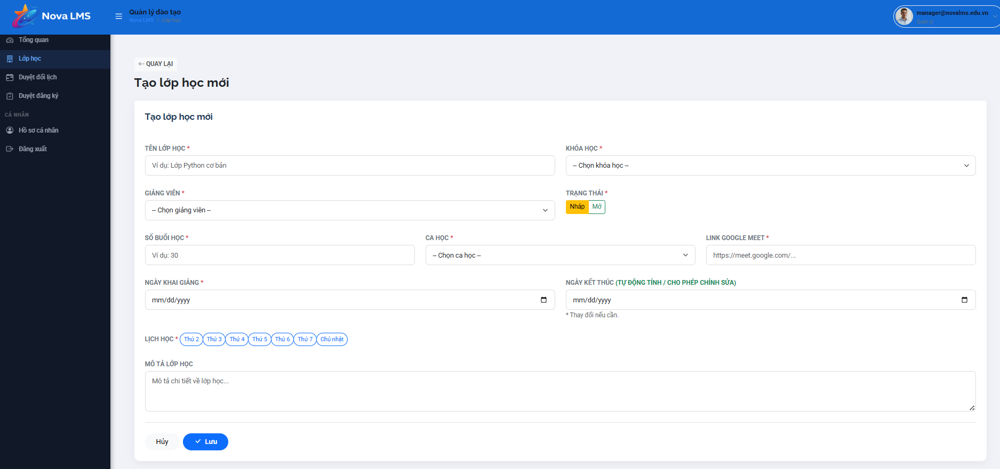 Nova LMS
Quản lý đào tạo
Nova LMS > Lớp học
manager@novalms.edu.vn
Quản lý
Tổng quan
Lớp học
Duyệt đổi lịch
Duyệt đăng ký
CÁ NHÂN
Hồ sơ cá nhân
Đăng xuất
← QUAY LẠI
Tạo lớp học mới
Tạo lớp học mới
TÊN LỚP HỌC *
KHÓA HỌC *
Ví dụ: Lớp Python cơ bản
-- Chọn khóa học --
GIẢNG VIÊN *
TRẠNG THÁI *
-- Chọn giảng viên --
Nháp Mở
SỐ BUỔI HỌC *
CA HỌC *
LINK GOOGLE MEET *
Ví dụ: 30
-- Chọn ca học --
https://meet.google.com/...
NGÀY KHAI GIẢNG *
NGÀY KẾT THÚC (TỰ ĐỘNG TÍNH / CHO PHÉP CHỈNH SỬA)
mm/dd/yyyy
mm/dd/yyyy
* Thay đổi nếu cần.
LỊCH HỌC * Thứ 2 Thứ 3 Thứ 4 Thứ 5 Thứ 6 Thứ 7 Chủ nhật
MÔ TẢ LỚP HỌC
Mô tả chi tiết về lớp học...
Hủy
Lưu